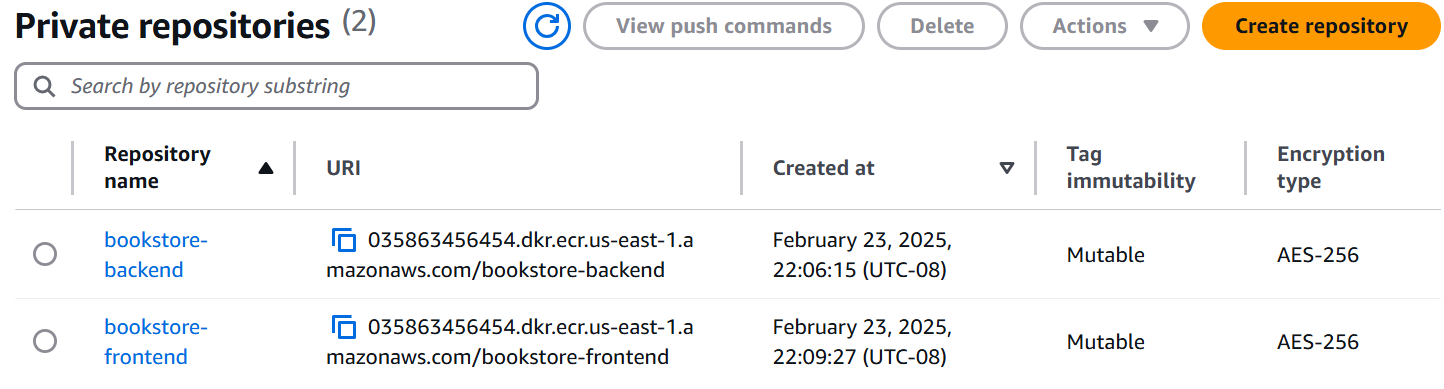 Private repositories (2)
View push commands
Delete
Actions
Create repository
Search by repository substring
Repository name
URI
Created at
Tag immutability
Encryption type
bookstore-
backend
035863456454.dkr.ecr.us-east-1.a
mazonaws.com/bookstore-backend
February 23, 2025,
22:06:15 (UTC-08)
Mutable
AES-256
bookstore-
frontend
035863456454.dkr.ecr.us-east-1.a
mazonaws.com/bookstore-frontend
February 23, 2025,
22:09:27 (UTC-08)
Mutable
AES-256